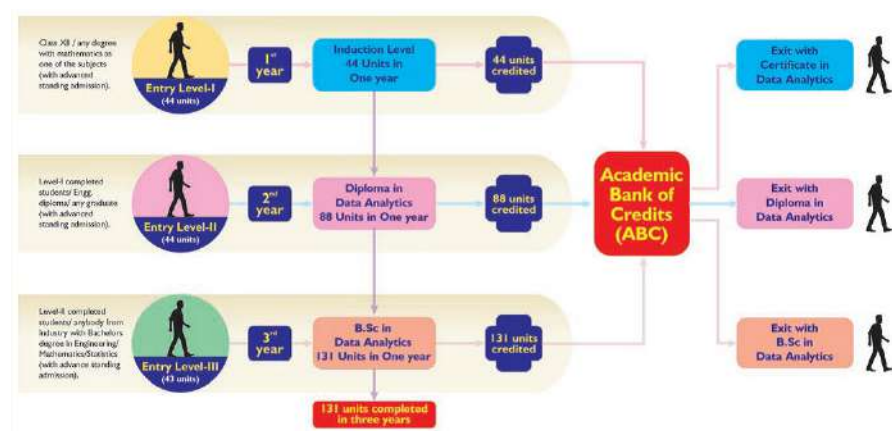 Class XII / any degree
with mathematics as
one of the subjects
(with advanced
standing admission).
Entry Level-I
(44 units)
1st
year
Induction Level
44 Units in
One year
44 units
credited
Exit with
Certificate in
Data Analytics
Level-I completed
students/ Engg.
diploma/ any graduate
(with advanced
standing admission).
Entry Level-II
(44 units)
2nd
year
Diploma in
Data Analytics
88 Units in One year
88 units
credited
Academic
Bank of
Credits
(ABC)
Exit with
Diploma in
Data Analytics
Level-II completed
students/ anybody from
industry with Bachelors
degree in Engineering/
Mathematics/Statistics
(with advance standing
admission).
Entry Level-III
(43 units)
3rd
year
B.Sc in
Data Analytics
131 Units in One year
131 units
credited
Exit with
B.Sc in
Data Analytics
131 units completed
in three years